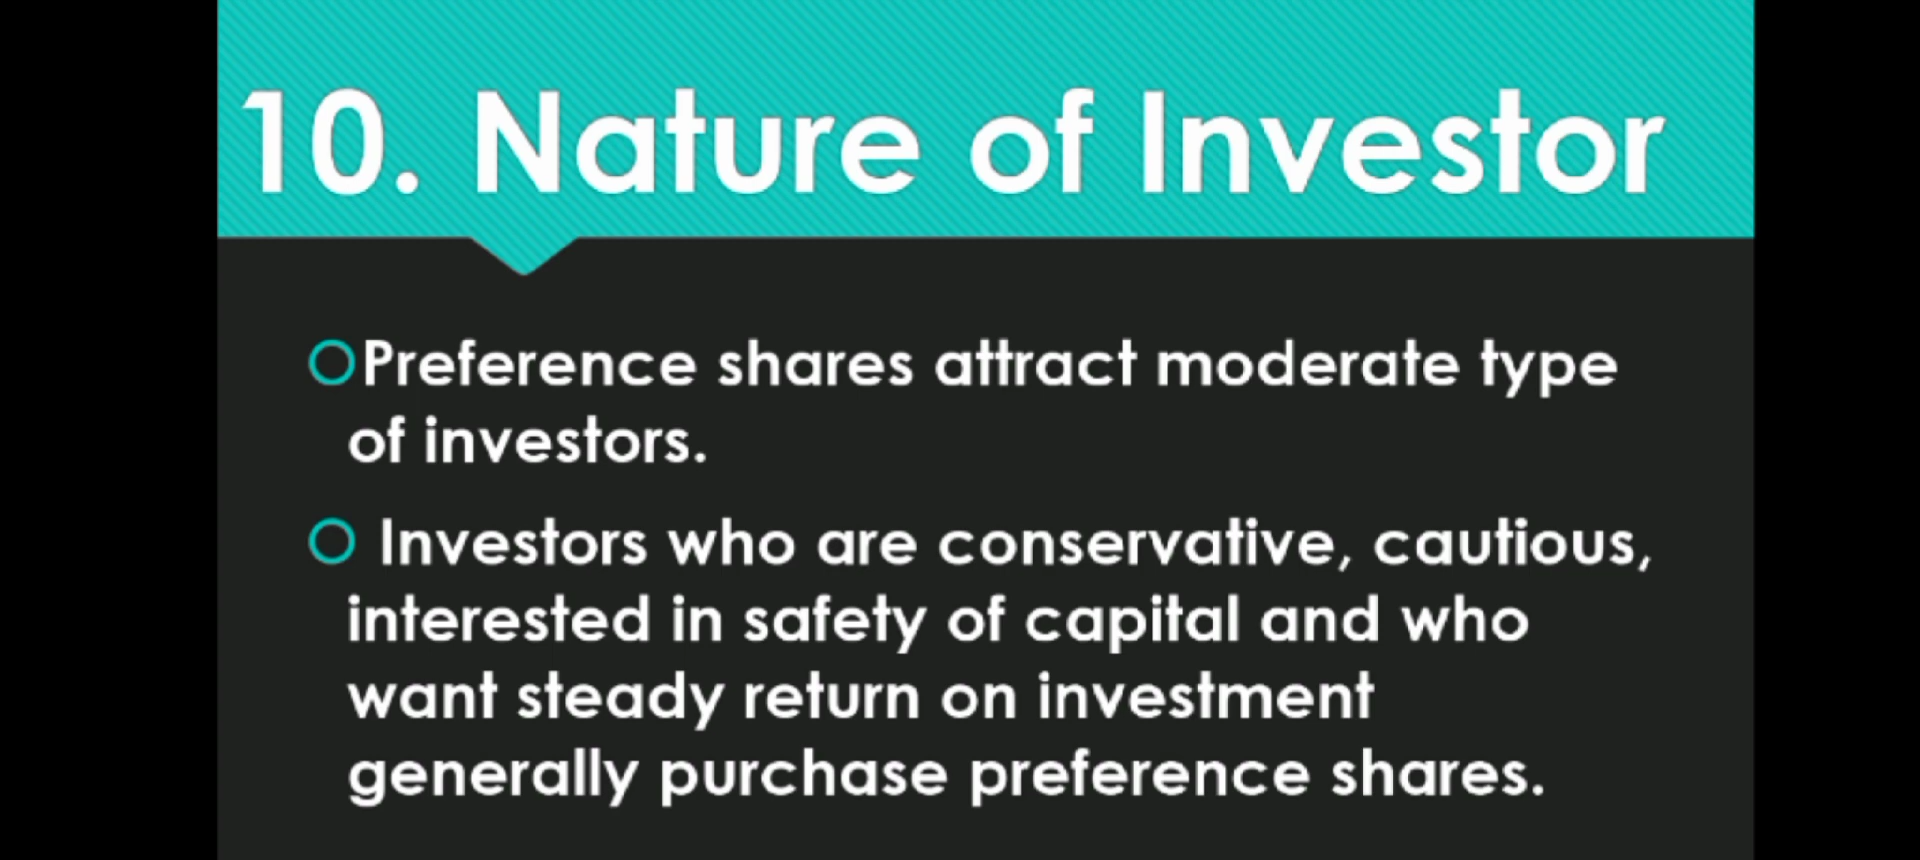 10. Nature of Investor
Preference shares attract moderate type
of investors.
Investors who are conservative, cautious,
interested in safety of capital and who
want steady return on investment
generally purchase preference shares.